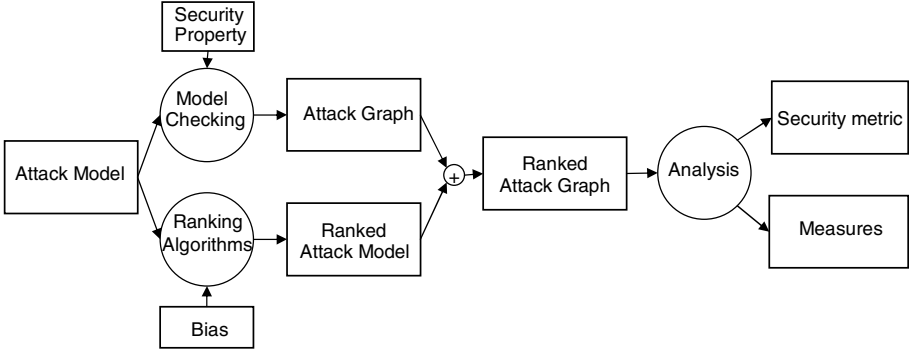 Security
Property
Model
Checking
Attack Graph
Attack Model
Ranking
Algorithms
Ranked
Attack Model
Bias
+
Ranked
Attack Graph
Analysis
Security metric
Measures